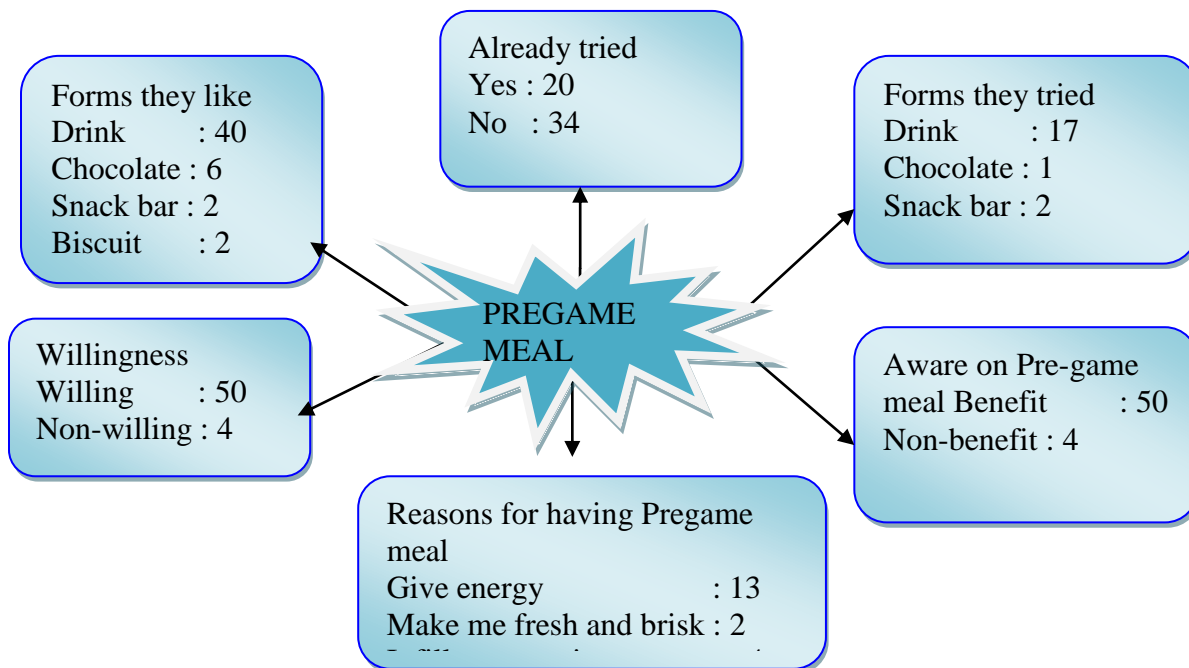 Already tried
Yes : 20
No : 34
Forms they like
Drink : 40
Chocolate : 6
Snack bar : 2
Biscuit : 2
Forms they tried
Drink : 17
Chocolate : 1
Snack bar : 2
PREGAME
MEAL
Willingness
Willing : 50
Non-willing : 4
Aware on Pre-game
meal Benefit : 50
Non-benefit : 4
Reasons for having Pregame
meal
Give energy : 13
Make me fresh and brisk : 2